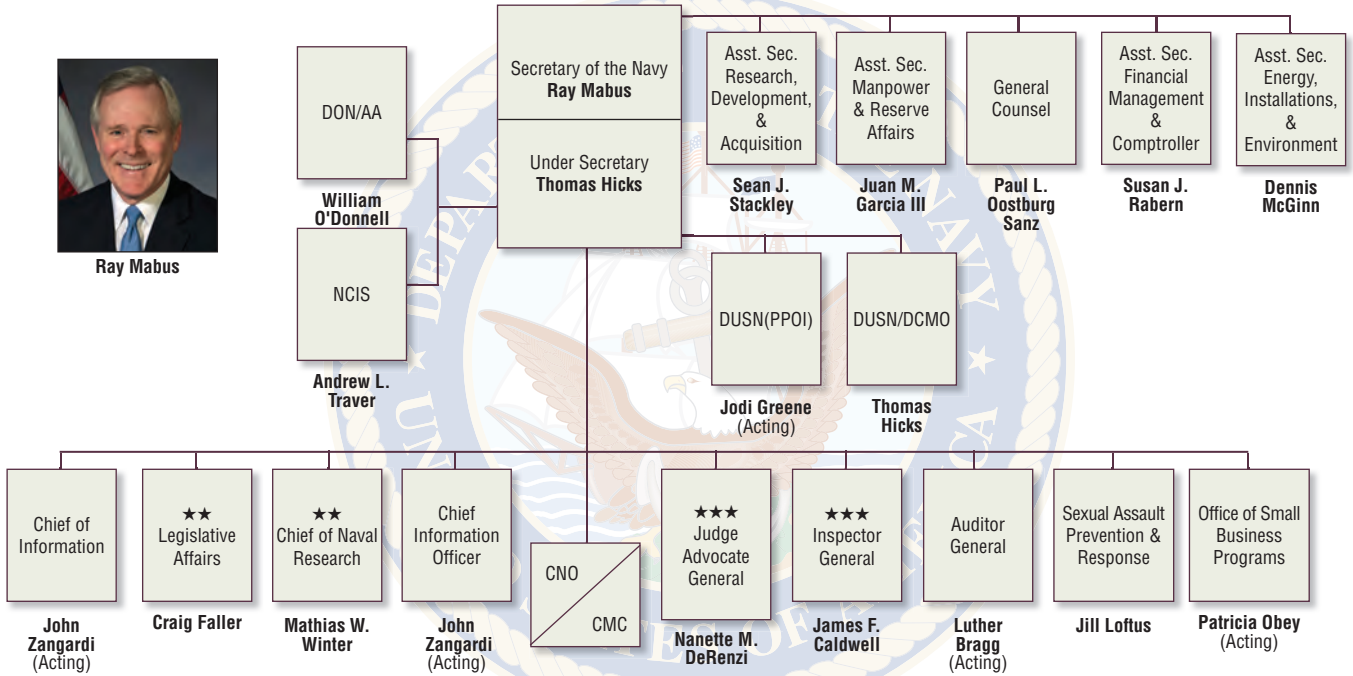 Ray Mabus
DON/AA
William
O'Donnell
NCIS
Andrew L.
Traver
Secretary of the Navy
Ray Mabus
Under Secretary
Thomas Hicks
Asst. Sec.
Research,
Development,
&
Acquisition
Sean J.
Stackley
Asst. Sec.
Manpower
& Reserve
Affairs
Juan M.
Garcia III
General
Counsel
Paul L.
Oostburg
Sanz
Asst. Sec.
Financial
Management
&
Comptroller
Susan J.
Rabern
Asst. Sec.
Energy,
Installations,
&
Environment
Dennis
McGinn
DUSN(PPOI)
Jodi Greene
(Acting)
DUSN/DCMO
Thomas
Hicks
Chief of
Information
John
Zangardi
(Acting)
★★
Legislative
Affairs
Craig Faller
★★
Chief of Naval
Research
Mathias W.
Winter
Chief
Information
Officer
John
Zangardi
(Acting)
CNO
CMC
★★★
Judge
Advocate
General
Nanette M.
DeRenzi
★★★
Inspector
General
James F.
Caldwell
Auditor
General
Luther
Bragg
(Acting)
Sexual Assault
Prevention &
Response
Jill Loftus
Office of Small
Business
Programs
Patricia Obey
(Acting)